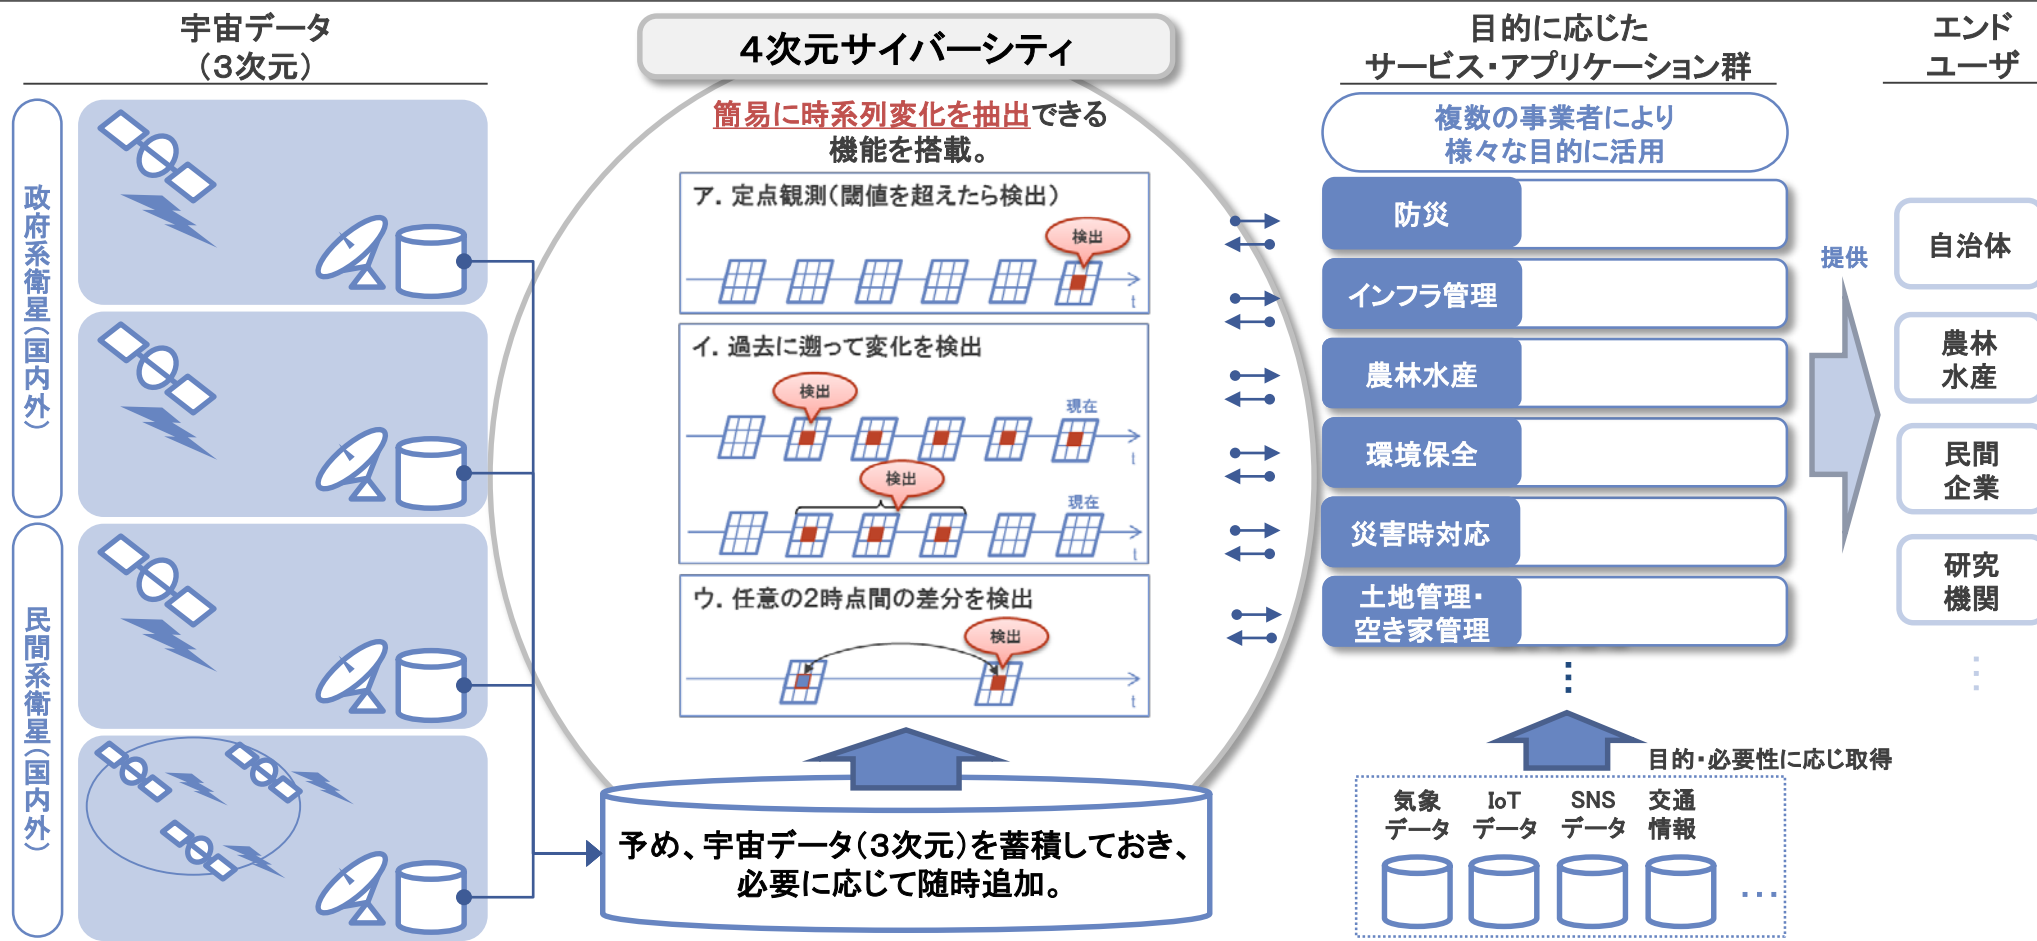 宇宙データ
（3次元）
政府系衛星（国内外）
民間系衛星（国内外）
4次元サイバーシティ
簡易に時系列変化を抽出できる
機能を搭載。
ア．定点観測（閾値を超えたら検出）
検出
t
イ．過去に遡って変化を検出
検出
現在
t
検出
現在
t
ウ．任意の2時点間の差分を検出
検出
t
予め、宇宙データ（3次元）を蓄積しておき、
必要に応じて随時追加。
目的に応じた
サービス・アプリケーション群
複数の事業者により
様々な目的に活用
防災
インフラ管理
農林水産
環境保全
災害時対応
土地管理・
空き家管理
⋮
目的・必要性に応じ取得
気象
データ
IoT
データ
SNS
データ
交通
情報
…
提供
エンド
ユーザ
自治体
農林
水産
民間
企業
研究
機関
⋮